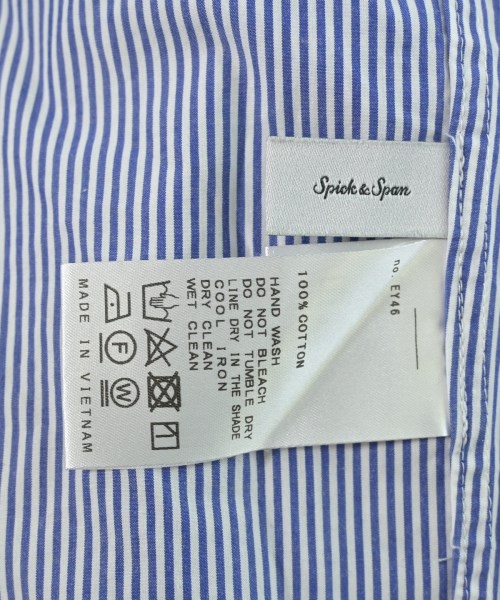 Spick & Span
no. EY46
100% COTTON
HAND WASH
DO NOT BLEACH
DO NOT TUMBLE DRY
LINE DRY IN THE SHADE
COOL IRON
DRY CLEAN
WET CLEAN
F
W
MADE IN VIETNAM